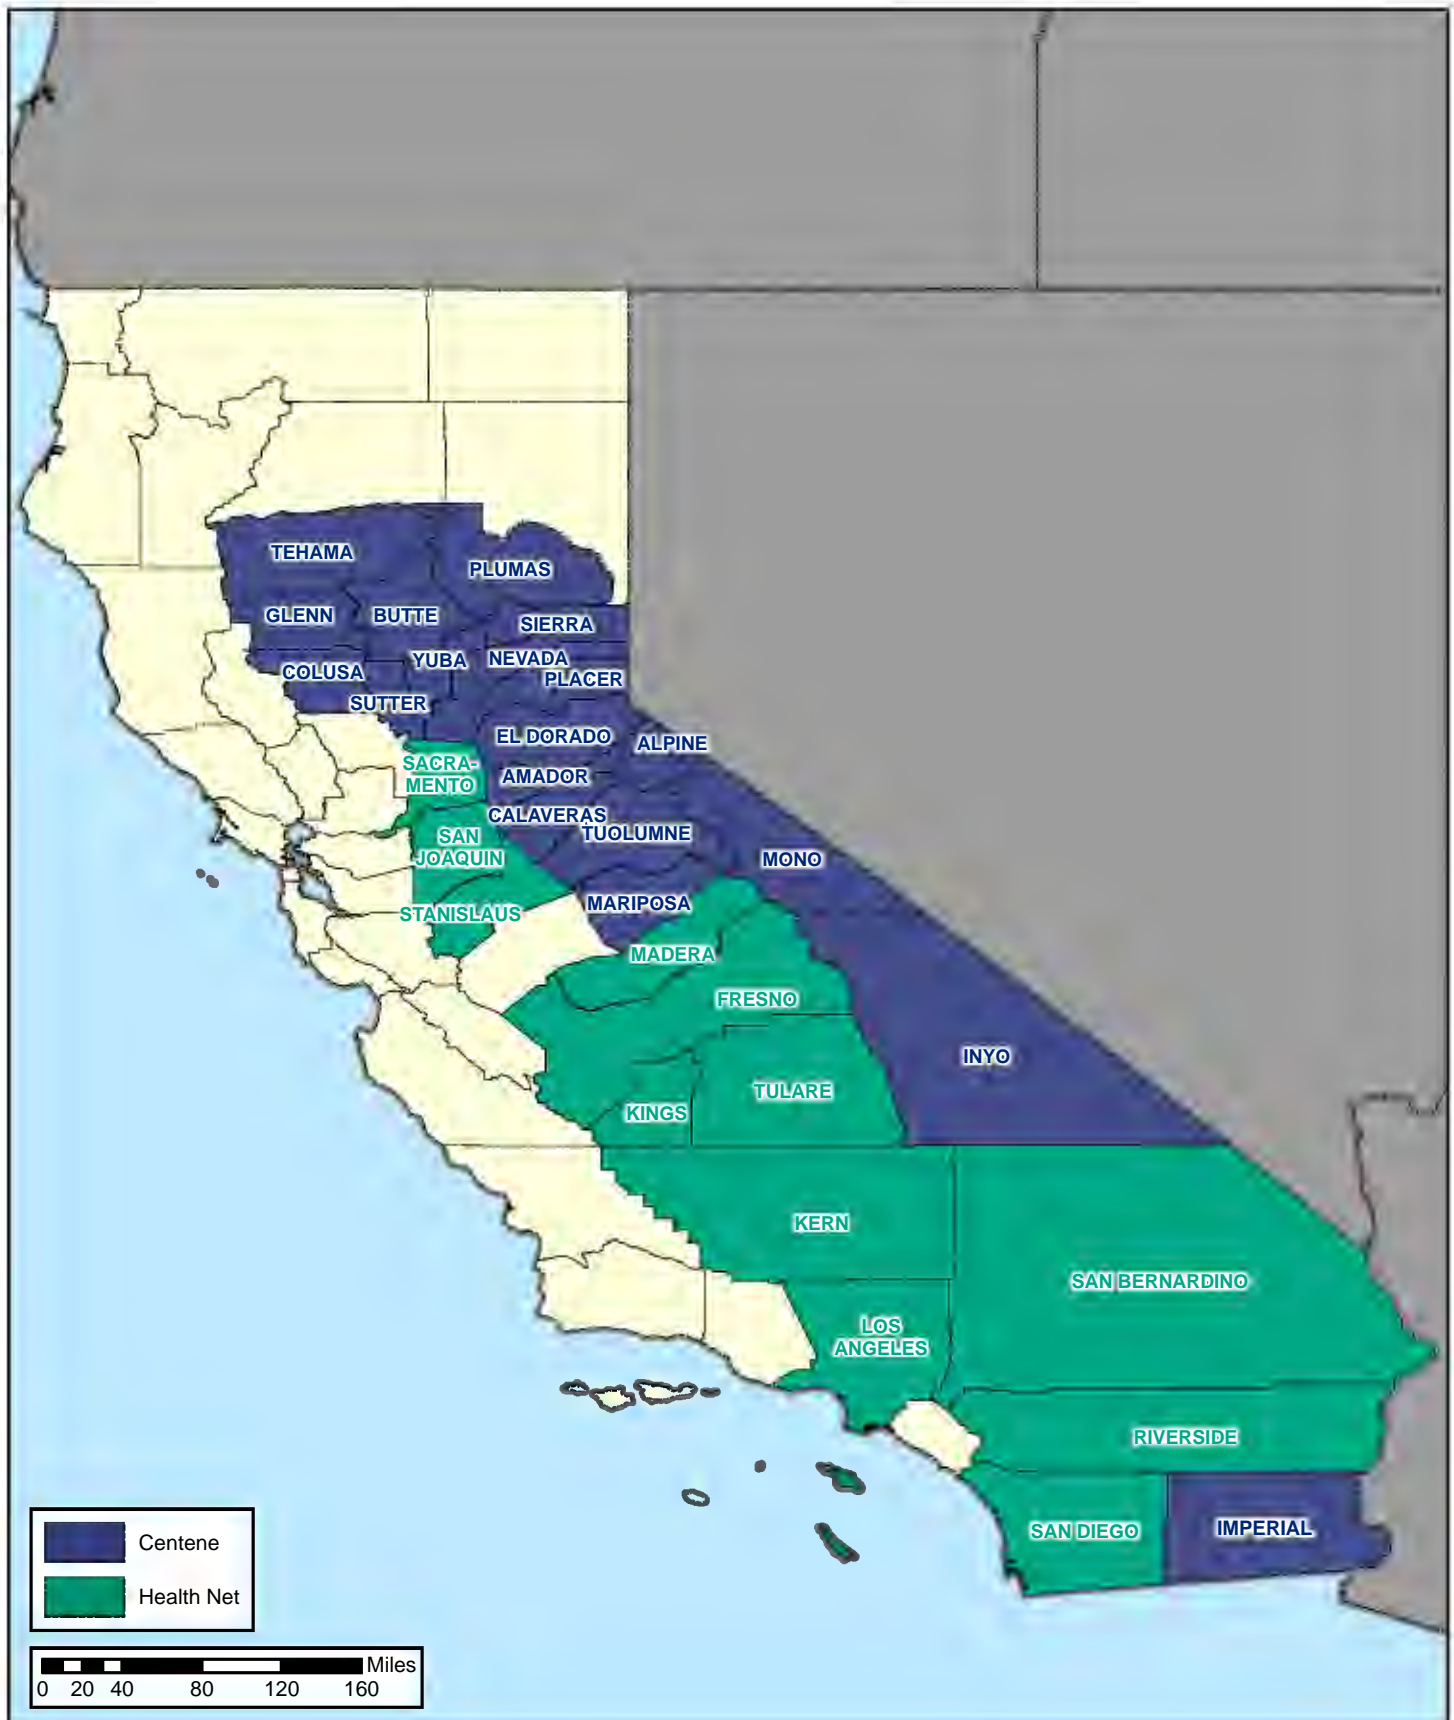 TEHAMA
PLUMAS
GLENN
BUTTE
SIERRA
YUBA
NEVADA
COLUSA
PLACER
SUTTER
EL DORADO
ALPINE
SACRA-
MENTO
AMADOR
CALAVERAS
TUOLUMNE
SAN
JOAQUIN
MONO
MARIPOSA
STANISLAUS
MADERA
FRESNO
INYO
TULARE
KINGS
KERN
SAN BERNARDINO
LOS
ANGELES
RIVERSIDE
SAN DIEGO
IMPERIAL
Centene
Health Net
Miles
0 20 40 80 120 160